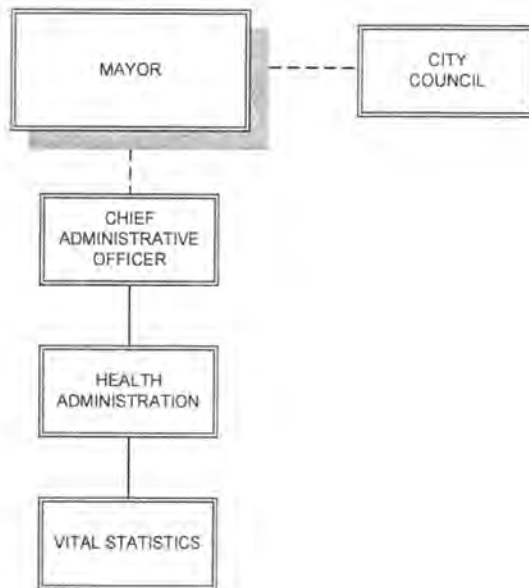 MAYOR
CITY
COUNCIL
CHIEF
ADMINISTRATIVE
OFFICER
HEALTH
ADMINISTRATION
VITAL STATISTICS